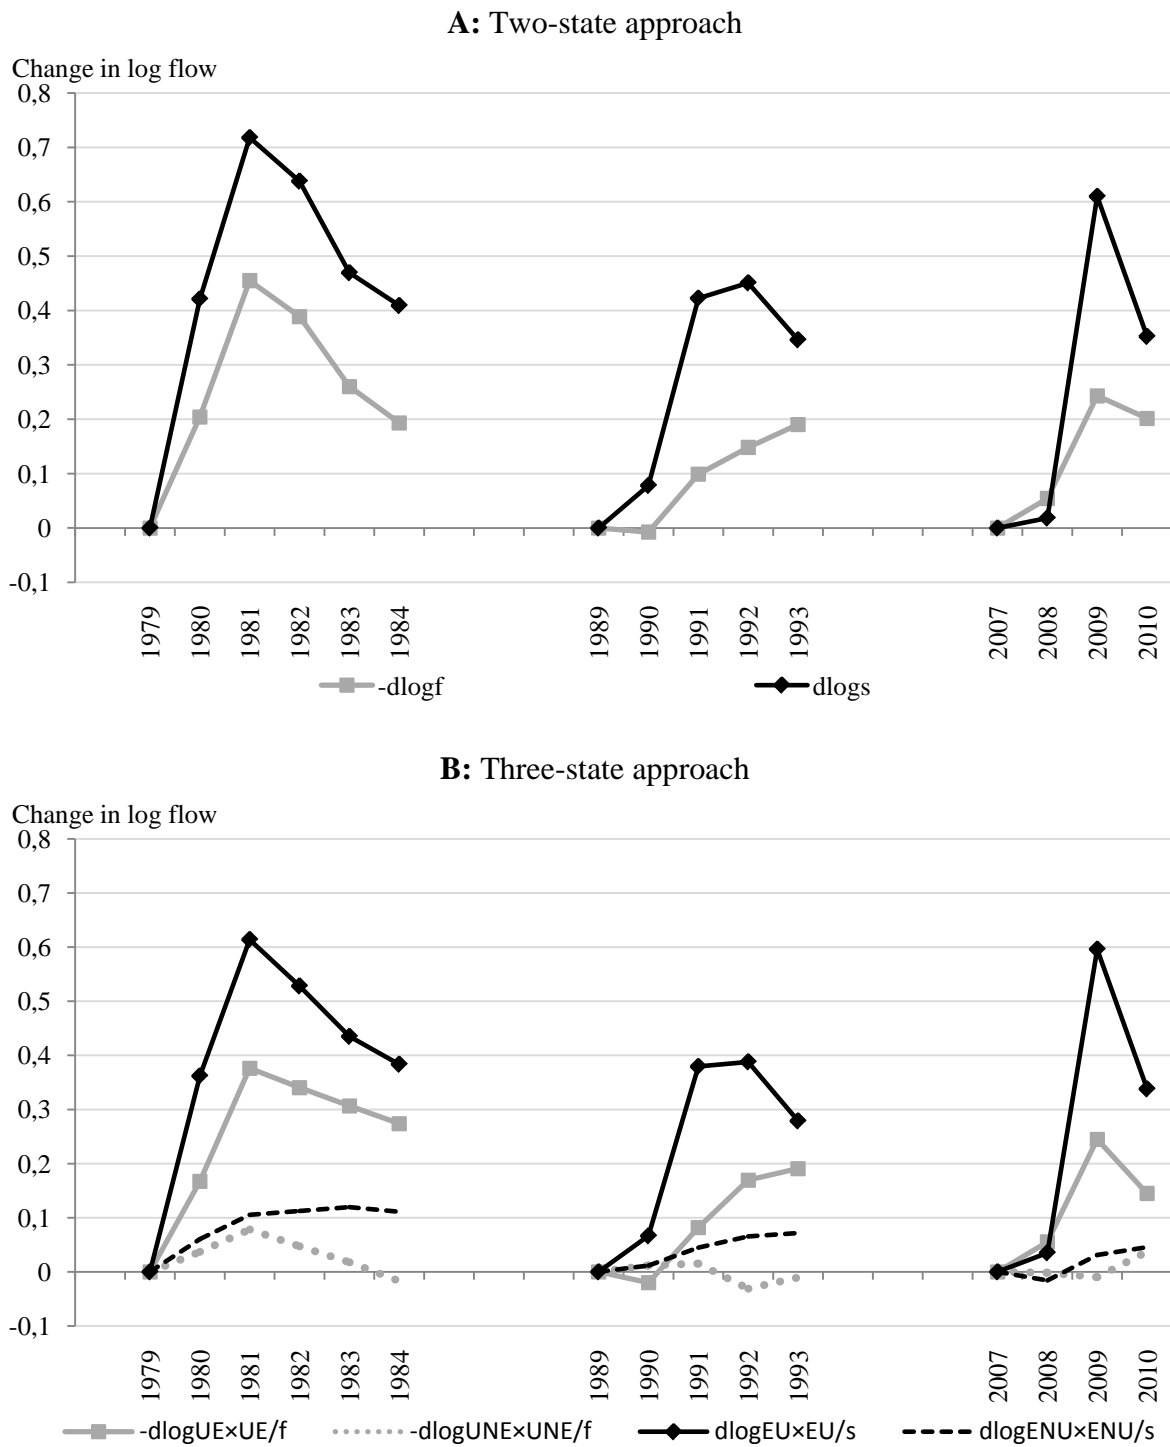 A: Two-state approach
Change in log flow
0,8
0,7
0,6
0,5
0,4
0,3
0,2
0,1
0
-0,1
1979 1980 1981 1982 1983 1984 1989 1990 1991 1992 1993 2007 2008 2009 2010
-dlogf dlogs
B: Three-state approach
Change in log flow
0,8
0,7
0,6
0,5
0,4
0,3
0,2
0,1
0
-0,1
1979 1980 1981 1982 1983 1984 1989 1990 1991 1992 1993 2007 2008 2009 2010
-dlogUE×UE/f -dlogUNE×UNE/f dlogEU×EU/s dlogENU×ENU/s